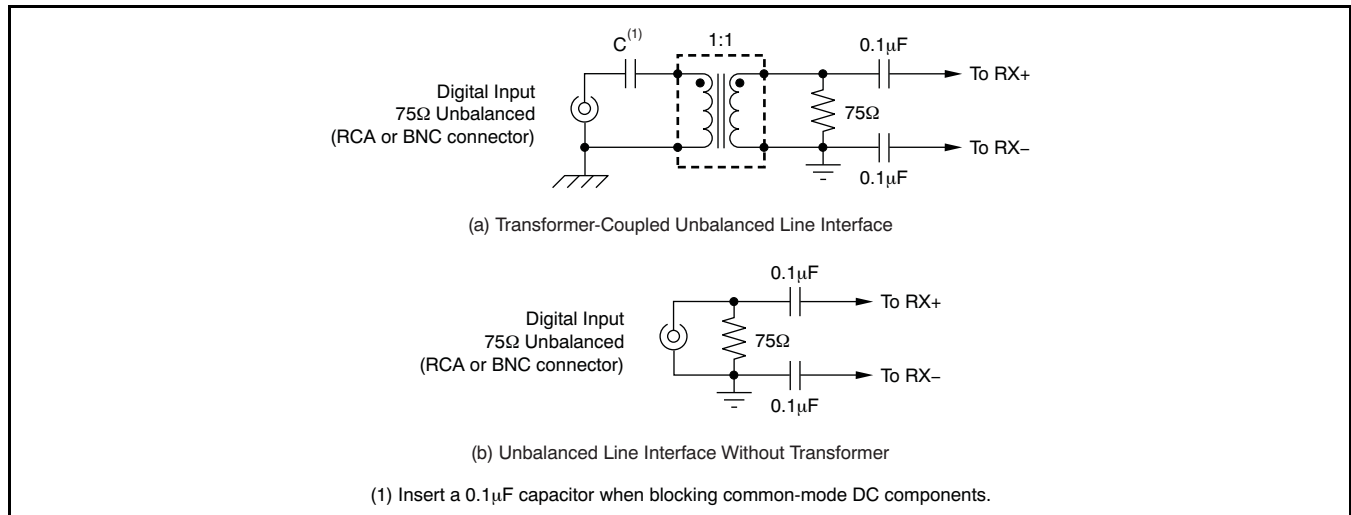 C(1)
1:1
0.1μF
To RX+
Digital Input
75Ω Unbalanced
(RCA or BNC connector)
75Ω
To RX−
0.1μF
(a) Transformer-Coupled Unbalanced Line Interface
0.1μF
To RX+
Digital Input
75Ω Unbalanced
(RCA or BNC connector)
75Ω
To RX−
0.1μF
(b) Unbalanced Line Interface Without Transformer
(1) Insert a 0.1μF capacitor when blocking common-mode DC components.